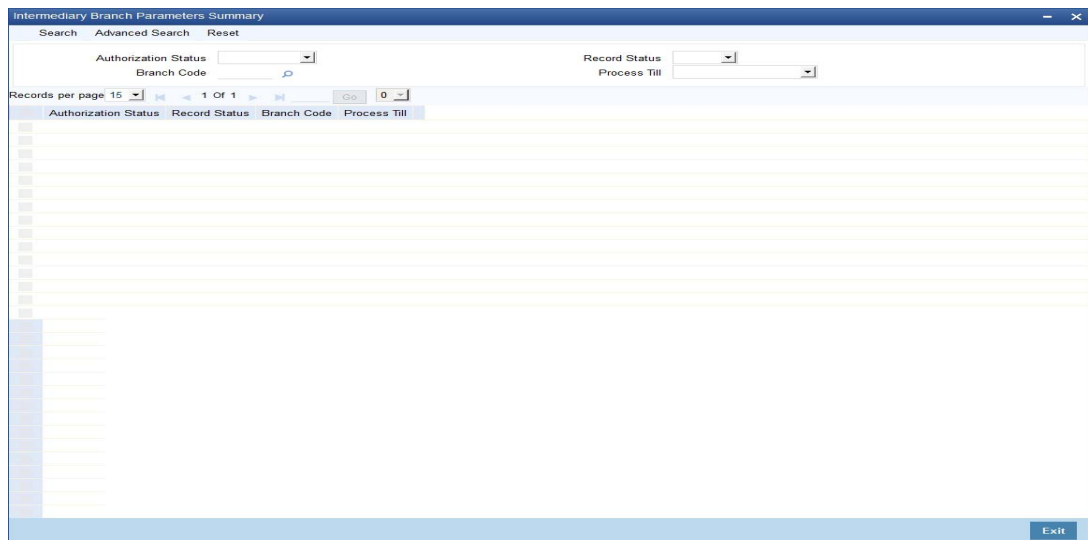 Intermediary Branch Parameters Summary
Search Advanced Search Reset
Authorization Status Record Status
Branch Code Process Till
Records per page 15 1 Of 1 Go 0
Authorization Status Record Status Branch Code Process Till
Exit